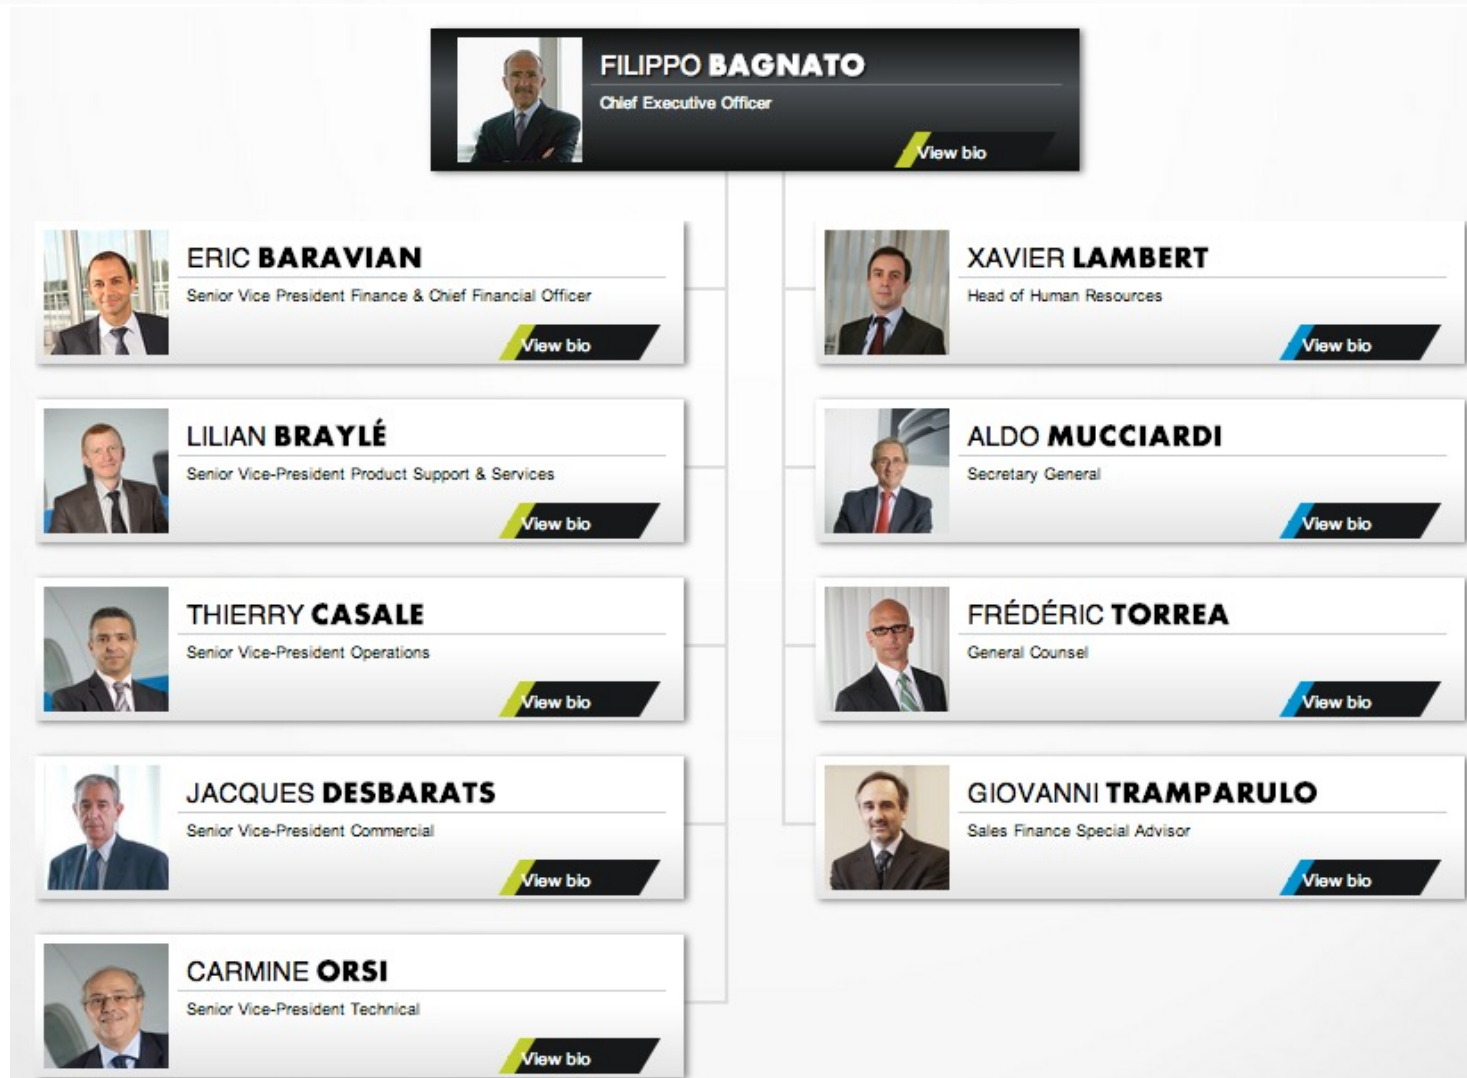 FILIPPO BAGNATO
Chief Executive Officer
View bio
ERIC BARAVIAN
Senior Vice President Finance & Chief Financial Officer
View bio
LILIAN BRAYLÉ
Senior Vice-President Product Support & Services
View bio
THIERRY CASALE
Senior Vice-President Operations
View bio
JACQUES DESBARATS
Senior Vice-President Commercial
View bio
CARMINE ORSI
Senior Vice-President Technical
View bio
XAVIER LAMBERT
Head of Human Resources
View bio
ALDO MUCCIARDI
Secretary General
View bio
FRÉDÉRIC TORREA
General Counsel
View bio
GIOVANNI TRAMPARULO
Sales Finance Special Advisor
View bio